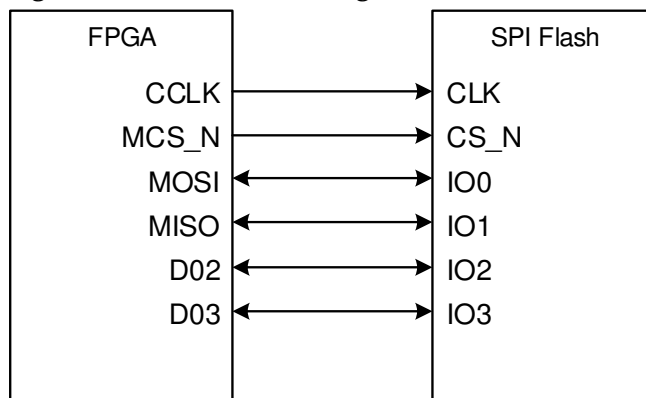 FPGA SPI Flash
CCLK CLK
MCS_N CS_N
MOSI IO0
MISO IO1
D02 IO2
D03 IO3